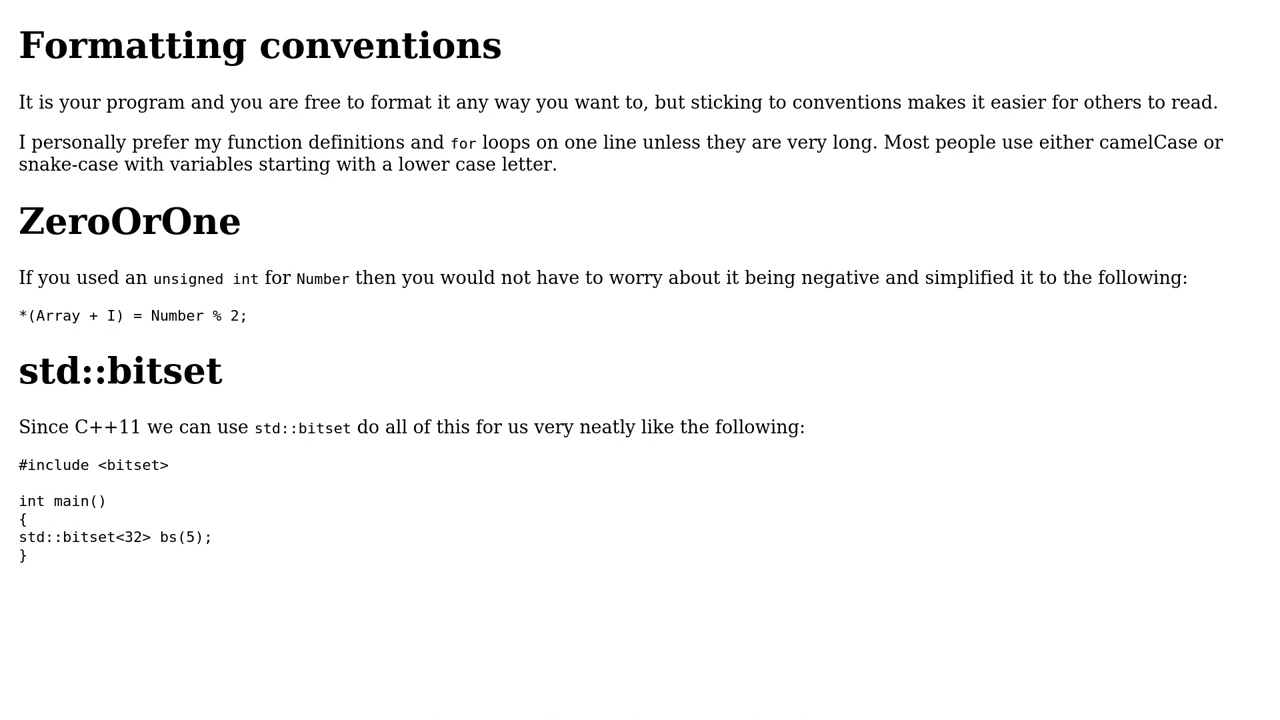 Formatting conventions
It is your program and you are free to format it any way you want to, but sticking to conventions makes it easier for others to read.
I personally prefer my function definitions and for loops on one line unless they are very long. Most people use either camelCase or
snake-case with variables starting with a lower case letter.
ZeroOrOne
If you used an unsigned int for Number then you would not have to worry about it being negative and simplified it to the following:
*(Array + I) = Number % 2;
std::bitset
Since C++11 we can use std::bitset do all of this for us very neatly like the following:
#include <bitset>
int main()
{
std::bitset<32> bs(5);
}